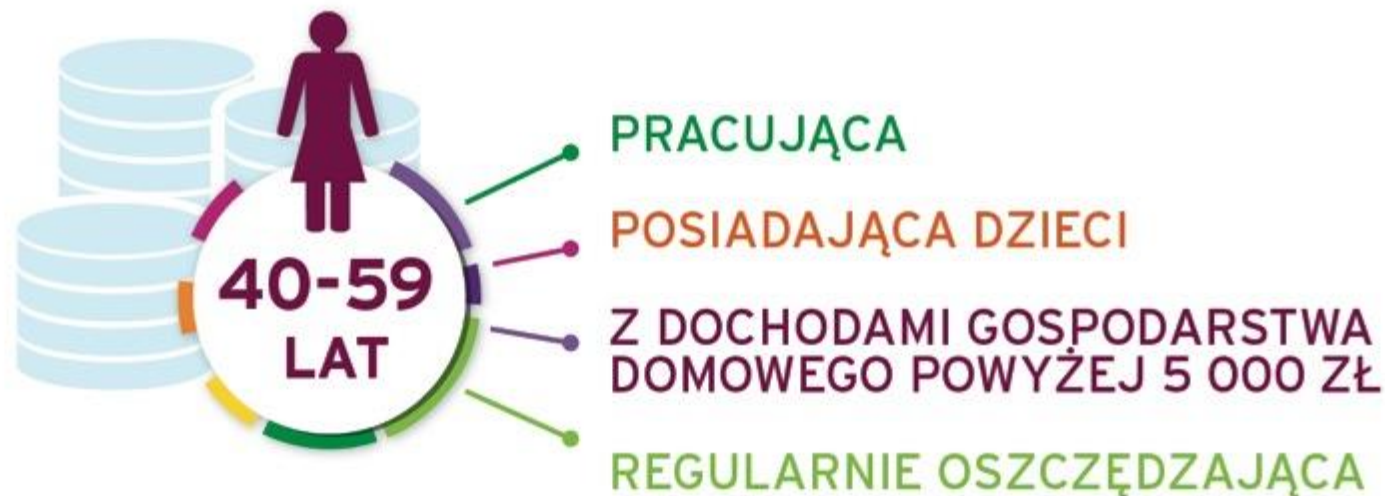 40-59
LAT
PRACUJĄCA
POSIADAJĄCA DZIECI
Z DOCHODAMI GOSPODARSTWA
DOMOWEGO POWYŻEJ 5 000 ZŁ
REGULARNIE OSZCZĘDZAJĄCA